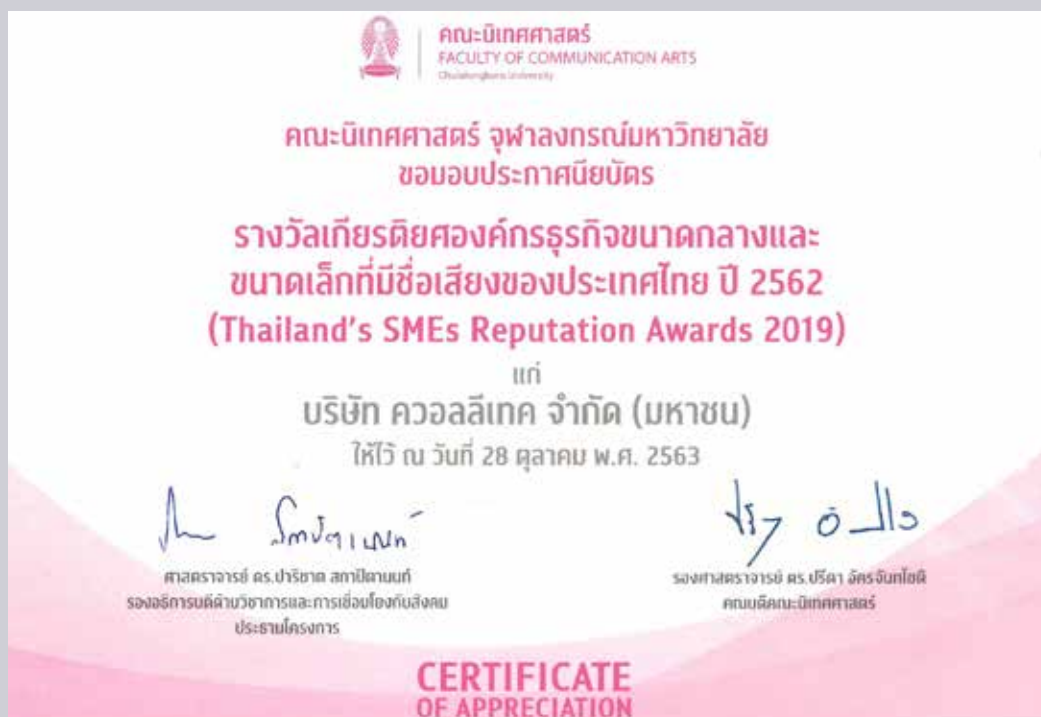 คณะนิเทศศาสตร์
FACULTY OF COMMUNICATION ARTS
Chulalongkorn University
คณะนิเทศศาสตร์ จุฬาลงกรณ์มหาวิทยาลัย
ขอมอบประกาศนียบัตร
รางวัลเกียรติยศองค์กรธุรกิจขนาดกลางและ
ขนาดเล็กที่มีชื่อเสียงของประเทศไทย ปี 2562
(Thailand's SMEs Reputation Awards 2019)
แก่
บริษัท ควอลลีเทค จำกัด (มหาชน)
ให้ไว้ ณ วันที่ 28 ตุลาคม พ.ศ. 2563
ศาสตราจารย์ ดร.ปาริชาต สถาปิตานนท์
รองอธิการบดีด้านวิชาการและการเชื่อมโยงกับสังคม
ประธานโครงการ
รองศาสตราจารย์ ดร.ปรีดา อัครจันทโชติ
คณบดีคณะนิเทศศาสตร์
CERTIFICATE
OF APPRECIATION